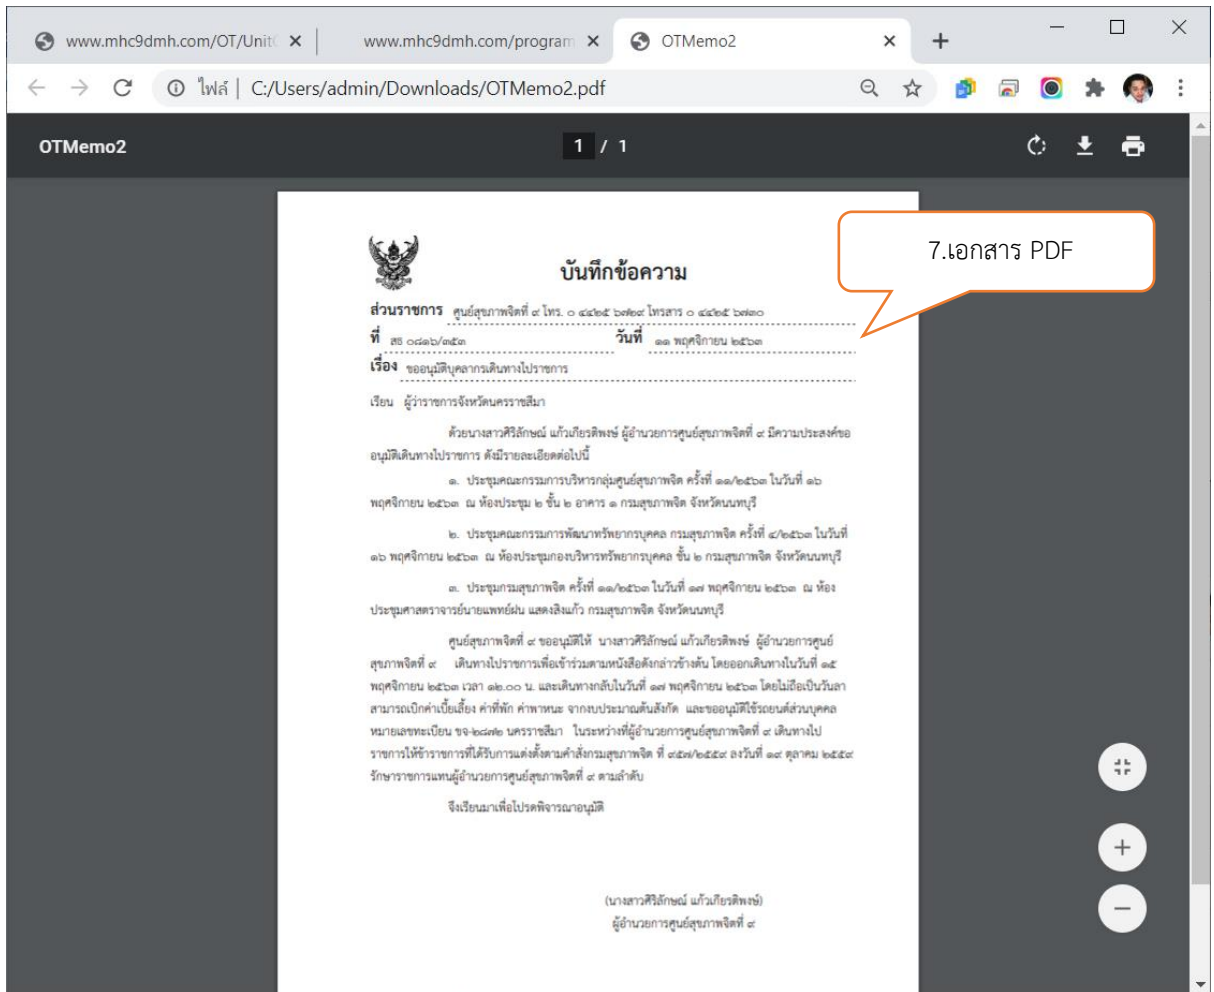 www.mhc9dmh.com/OT/Unit
www.mhc9dmh.com/program
OTMemo2
ไฟล์ | C:/Users/admin/Downloads/OTMemo2.pdf
OTMemo2
1 / 1
7.เอกสาร PDF
บันทึกข้อความ
ส่วนราชการ ศูนย์สุขภาพจิตที่ ๙ โทร. ๐ ๔๔๒๕ ๖๗๒๙ โทรสาร ๐ ๔๔๒๕ ๖๗๓๐
ที่ สธ ๐๘๑๖/๓๕๓ วันที่ ๑๑ พฤศจิกายน ๒๕๖๓
เรื่อง ขออนุมัติบุคลากรเดินทางไปราชการ
เรียน ผู้ว่าราชการจังหวัดนครราชสีมา
ด้วยนางสาวศิริลักษณ์ แก้วเกียรติพงษ์ ผู้อำนวยการศูนย์สุขภาพจิตที่ ๙ มีความประสงค์ขอ
อนุมัติเดินทางไปราชการ ดังมีรายละเอียดต่อไปนี้
๑. ประชุมคณะกรรมการบริหารกลุ่มศูนย์สุขภาพจิต ครั้งที่ ๑๑/๒๕๖๓ ในวันที่ ๑๖
พฤศจิกายน ๒๕๖๓ ณ ห้องประชุม ๒ ชั้น ๒ อาคาร ๑ กรมสุขภาพจิต จังหวัดนนทบุรี
๒. ประชุมคณะกรรมการพัฒนาทรัพยากรบุคคล กรมสุขภาพจิต ครั้งที่ ๔/๒๕๖๓ ในวันที่
๑๖ พฤศจิกายน ๒๕๖๓ ณ ห้องประชุมกองบริหารทรัพยากรบุคคล ชั้น ๒ กรมสุขภาพจิต จังหวัดนนทบุรี
๓. ประชุมกรมสุขภาพจิต ครั้งที่ ๑๑/๒๕๖๓ ในวันที่ ๑๗ พฤศจิกายน ๒๕๖๓ ณ ห้อง
ประชุมศาสตราจารย์นายแพทย์ฝน แสดงสิงแก้ว กรมสุขภาพจิต จังหวัดนนทบุรี
ศูนย์สุขภาพจิตที่ ๙ ขออนุมัติให้ นางสาวศิริลักษณ์ แก้วเกียรติพงษ์ ผู้อำนวยการศูนย์
สุขภาพจิตที่ ๙ เดินทางไปราชการเพื่อเข้าร่วมตามหนังสือดังกล่าวข้างต้น โดยออกเดินทางในวันที่ ๑๕
พฤศจิกายน ๒๕๖๓ เวลา ๑๒.๐๐ น. และเดินทางกลับในวันที่ ๑๗ พฤศจิกายน ๒๕๖๓ โดยไม่ถือเป็นวันลา
สามารถเบิกค่าเบี้ยเลี้ยง ค่าที่พัก ค่าพาหนะ จากงบประมาณต้นสังกัด และขออนุมัติใช้รถยนต์ส่วนบุคคล
หมายเลขทะเบียน ขจ-๒๘๗๒ นครราชสีมา ในระหว่างที่ผู้อำนวยการศูนย์สุขภาพจิตที่ ๙ เดินทางไป
ราชการให้ข้าราชการที่ได้รับการแต่งตั้งตามคำสั่งกรมสุขภาพจิต ที่ ๙๕๗/๒๕๕๙ ลงวันที่ ๑๙ ตุลาคม ๒๕๕๙
รักษาราชการแทนผู้อำนวยการศูนย์สุขภาพจิตที่ ๙ ตามลำดับ
จึงเรียนมาเพื่อโปรดพิจารณาอนุมัติ
(นางสาวศิริลักษณ์ แก้วเกียรติพงษ์)
ผู้อำนวยการศูนย์สุขภาพจิตที่ ๙